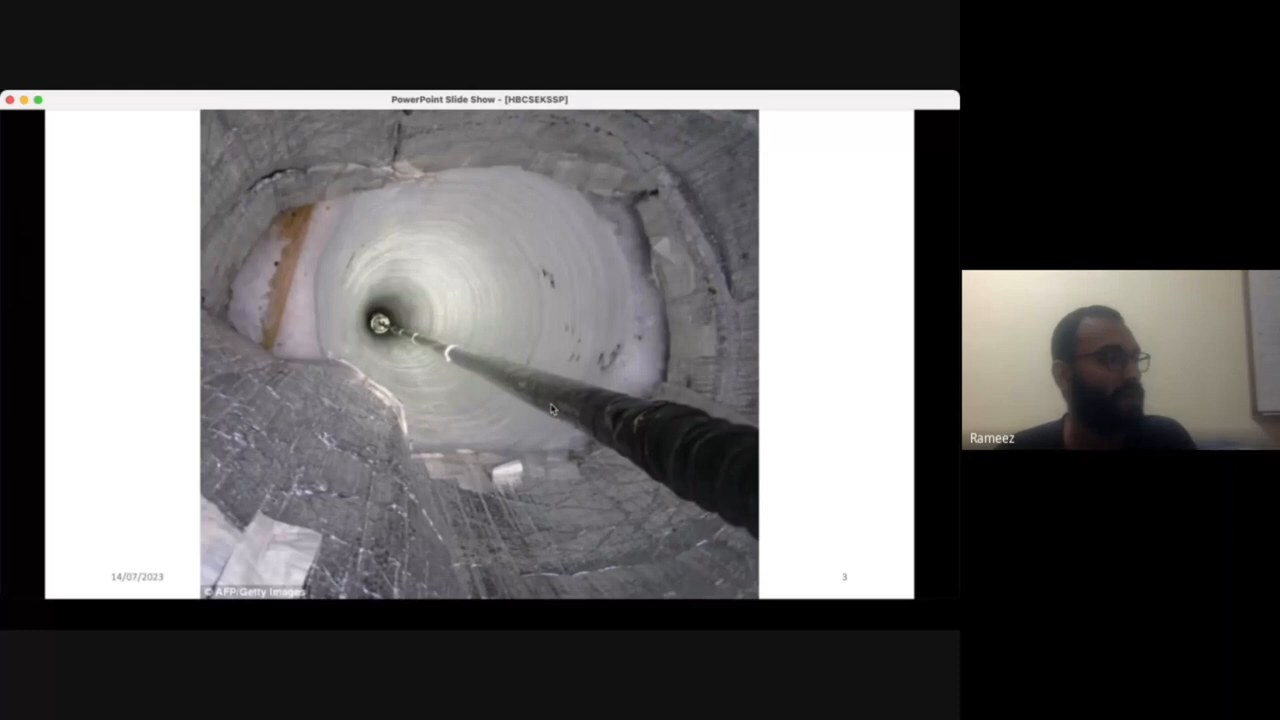 PowerPoint Slide Show - [HBCSEKSSP]
14/07/2023
© AFP/Getty Images
3
Rameez